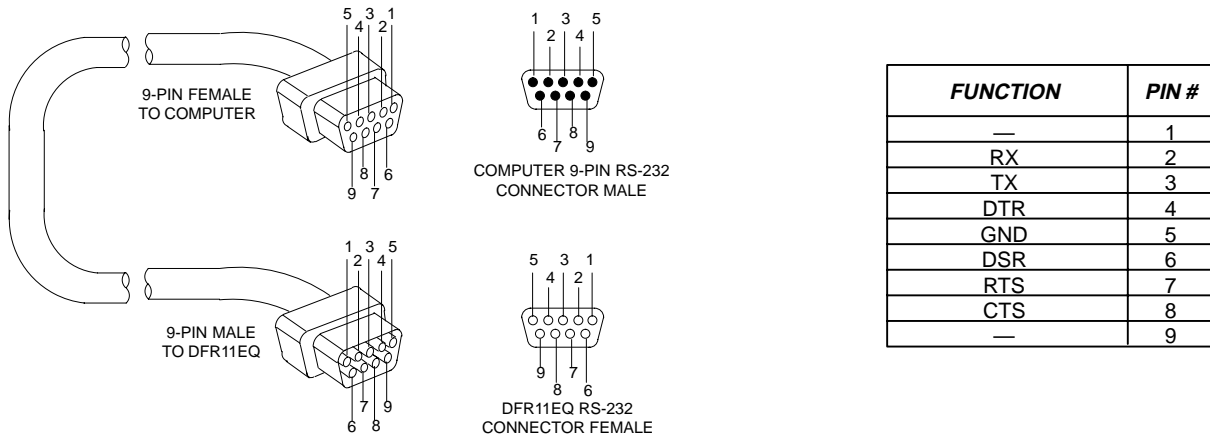 5 3 1
4 2
9-PIN FEMALE
TO COMPUTER
8 6
9 7
1 3 5
2 4
6 8
7 9
COMPUTER 9-PIN RS-232
CONNECTOR MALE
1 3 5
2 4
9-PIN MALE
TO DFR11EQ
7 9
6 8
5 3 1
4 2
9 7
8 6
DFR11EQ RS-232
CONNECTOR FEMALE
FUNCTION PIN #
— 1
RX 2
TX 3
DTR 4
GND 5
DSR 6
RTS 7
CTS 8
— 9